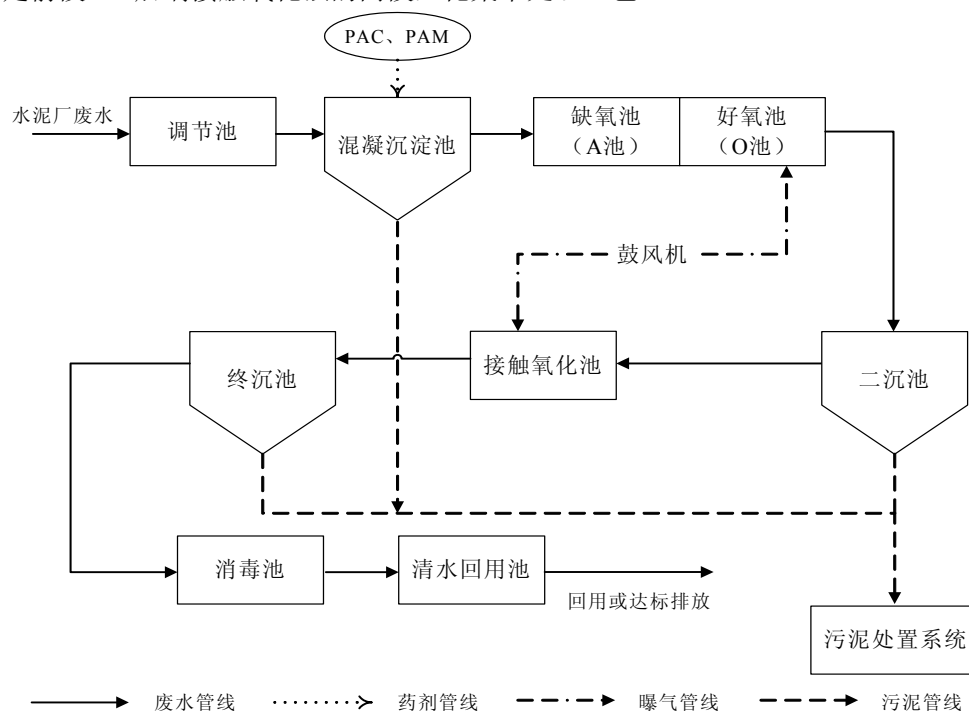 PAC、PAM
水泥厂废水
调节池
混凝沉淀池
缺氧池
（A池）
好氧池
（O池）
鼓风机
终沉池
接触氧化池
二沉池
消毒池
清水回用池
回用或达标排放
污泥处置系统
废水管线
药剂管线
曝气管线
污泥管线